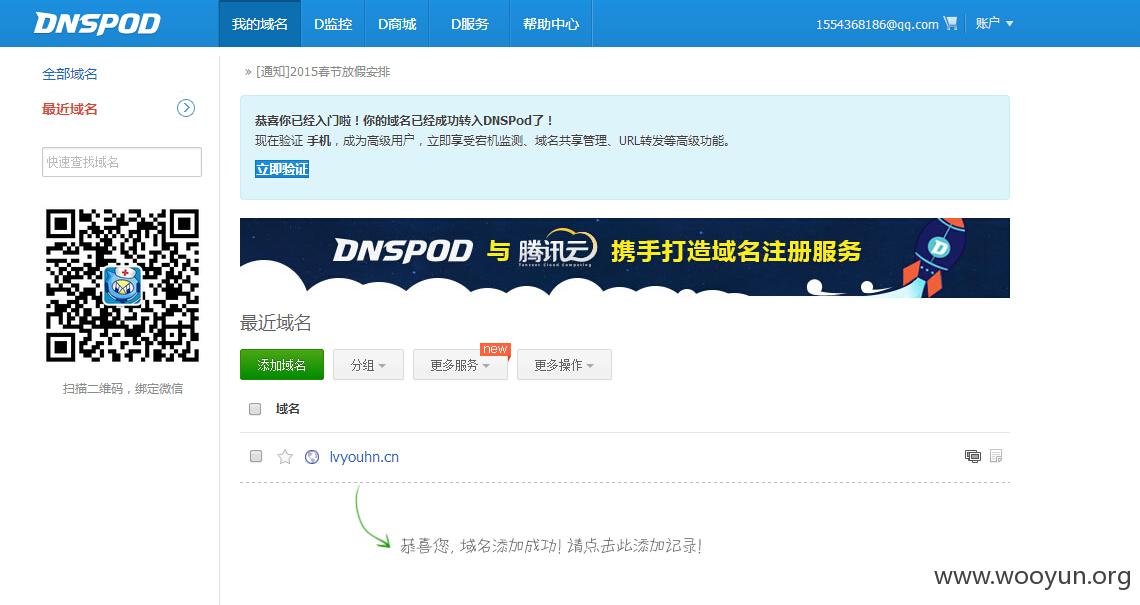 DNSPOD 我的域名 D监控 D商城 D服务 帮助中心 1554368186@qq.com 账户
全部域名
最近域名
快速查找域名
扫描二维码，绑定微信
» [通知]2015春节放假安排
恭喜你已经入门啦！你的域名已经成功转入DNSPod了！
现在验证 手机，成为高级用户，立即享受宕机监测、域名共享管理、URL转发等高级功能。
立即验证
DNSPOD 与 腾讯云 携手打造域名注册服务
Tencent Cloud Computing
最近域名
添加域名 分组 更多服务 new 更多操作
域名
lvyouhn.cn
恭喜您, 域名添加成功! 请点击此添加记录!
www.wooyun.org